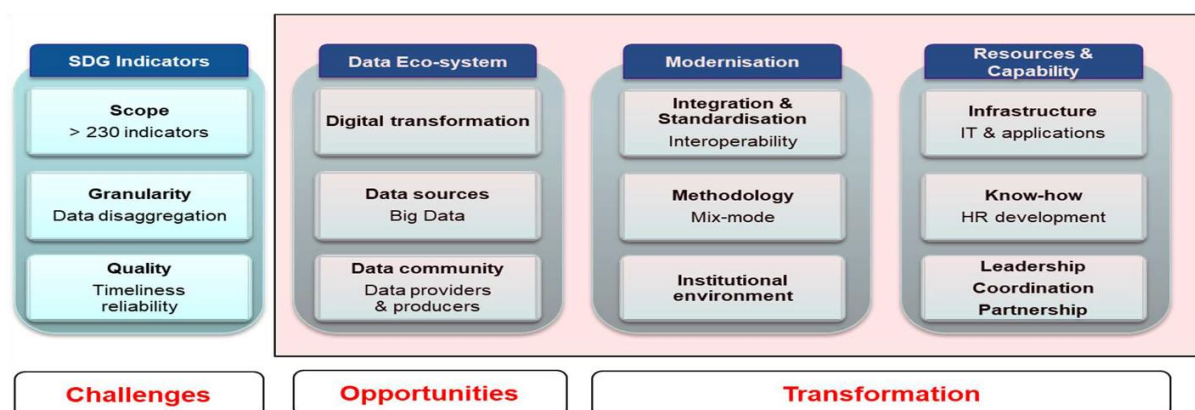 SDG Indicators
Scope
> 230 indicators
Granularity
Data disaggregation
Quality
Timeliness
reliability
Data Eco-system
Digital transformation
Data sources
Big Data
Data community
Data providers
& producers
Modernisation
Integration &
Standardisation
Interoperability
Methodology
Mix-mode
Institutional
environment
Resources &
Capability
Infrastructure
IT & applications
Know-how
HR development
Leadership
Coordination
Partnership
Challenges
Opportunities
Transformation